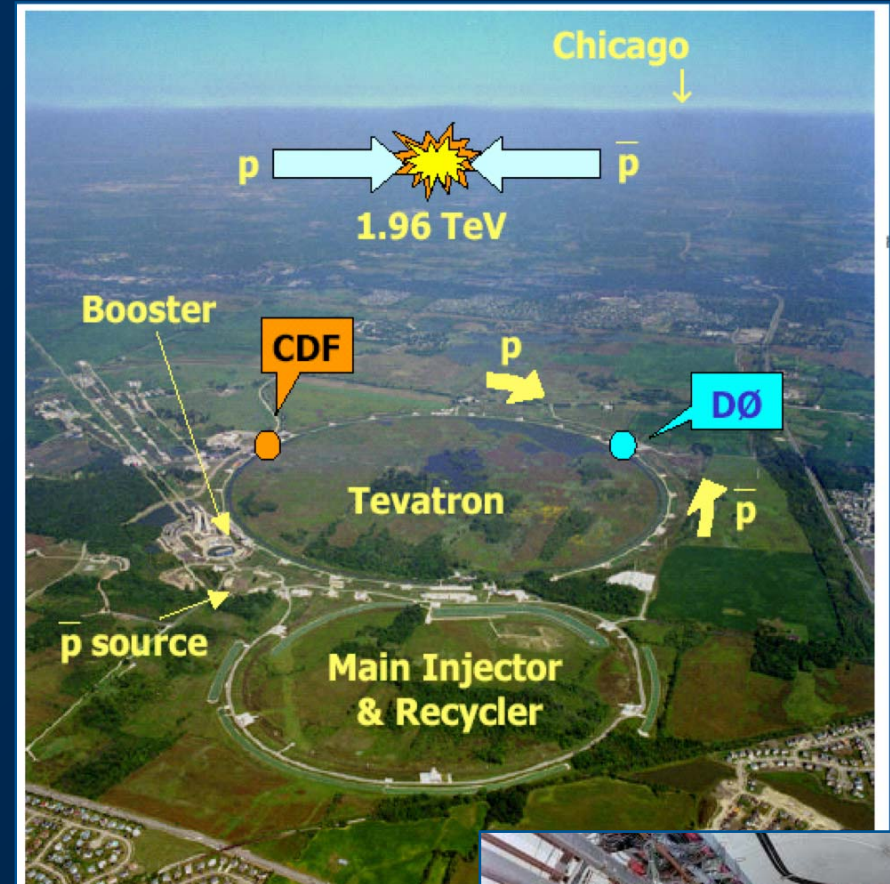 Chicago
↓
p
p̅
1.96 TeV
Booster
CDF
p
DØ
Tevatron
p̅
p̅ source
Main Injector
& Recycler